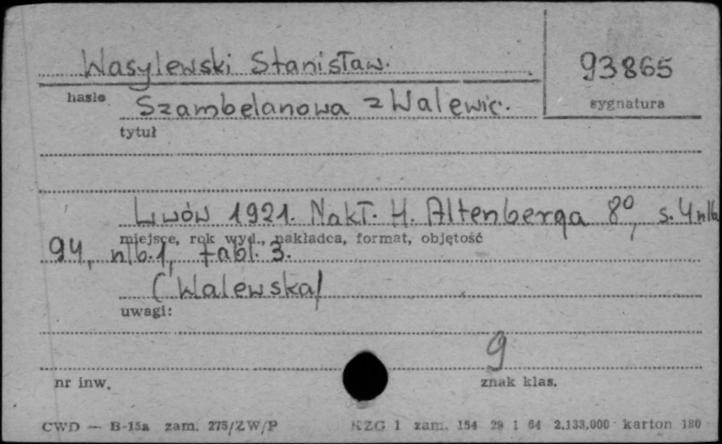 Wasylewski Stanisław.
93865
hasło
sygnatura
Szambelanowa z Walewic.
tytuł
Lwów 1921. Nakł. H. Altenberga 8°, s. 4 nlb
miejsce, rok wyd., nakładca, format, objętość
94, nlb. 1, tabl. 3.
(Walewska)
uwagi:
9
nr inw.
znak klas.
CWD — B-15a zam. 275/ZW/P
KZG 1 zam. 154 29 1 64 2.133.000 karton 180